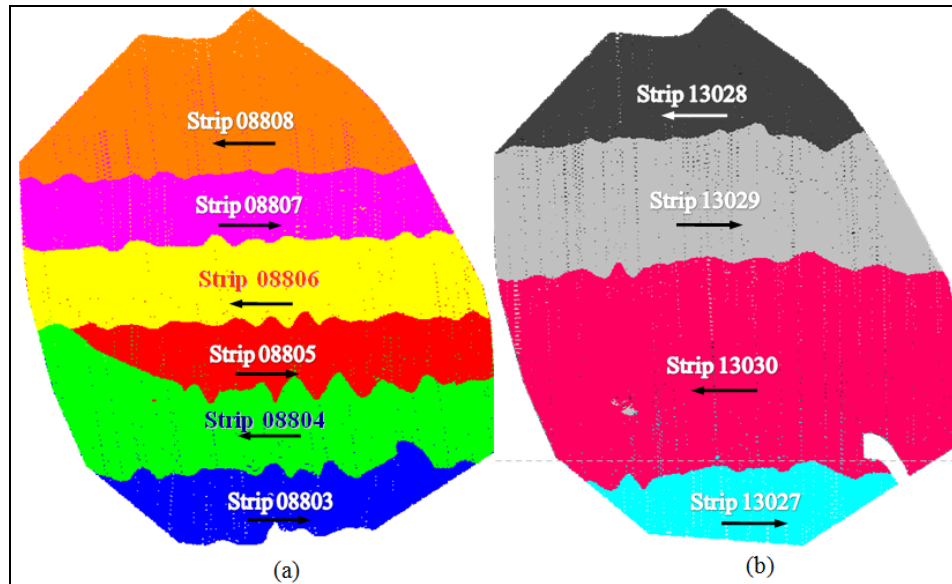 Strip 08808
Strip 08807
Strip 08806
Strip 08805
Strip 08804
Strip 08803
(a)
Strip 13028
Strip 13029
Strip 13030
Strip 13027
(b)